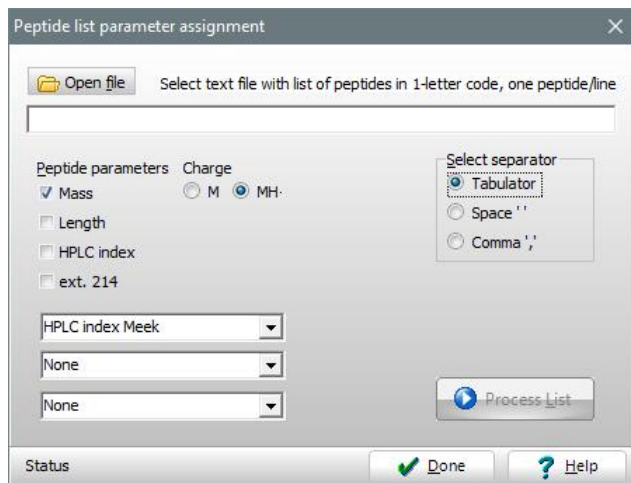 Peptide list parameter assignment
Open file Select text file with list of peptides in 1-letter code, one peptide/line
Peptide parameters Charge Select separator
Mass M MH· Tabulator
Length Space ' '
HPLC index Comma ','
ext. 214
HPLC index Meek
None
None Process List
Status Done ? Help